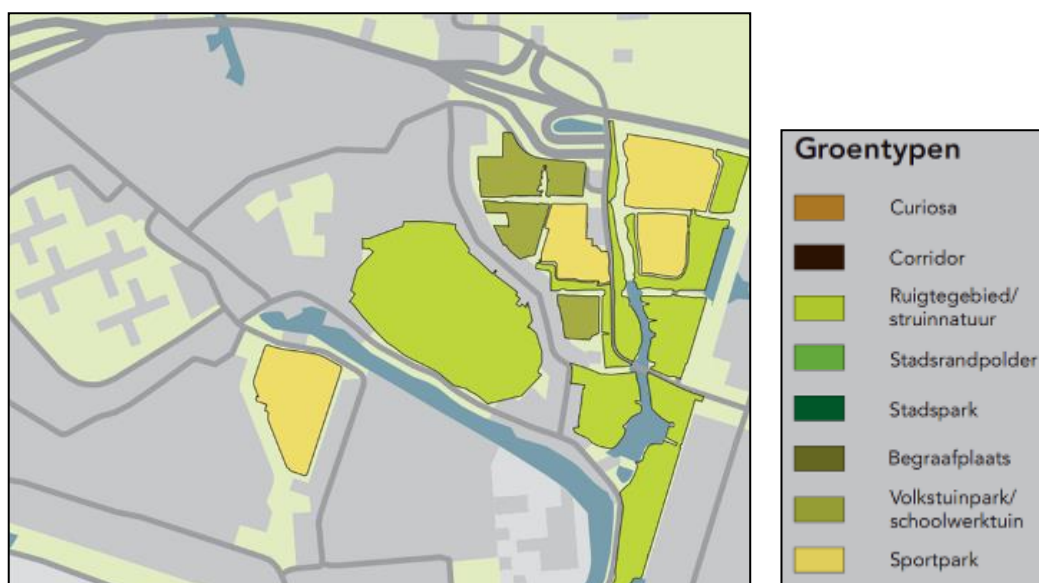 Groentypen
Curiosa
Corridor
Ruigtegebied/
struinnatuur
Stadsrandpolder
Stadspark
Begraafplaats
Volkstuinpark/
schoolwerktuin
Sportpark